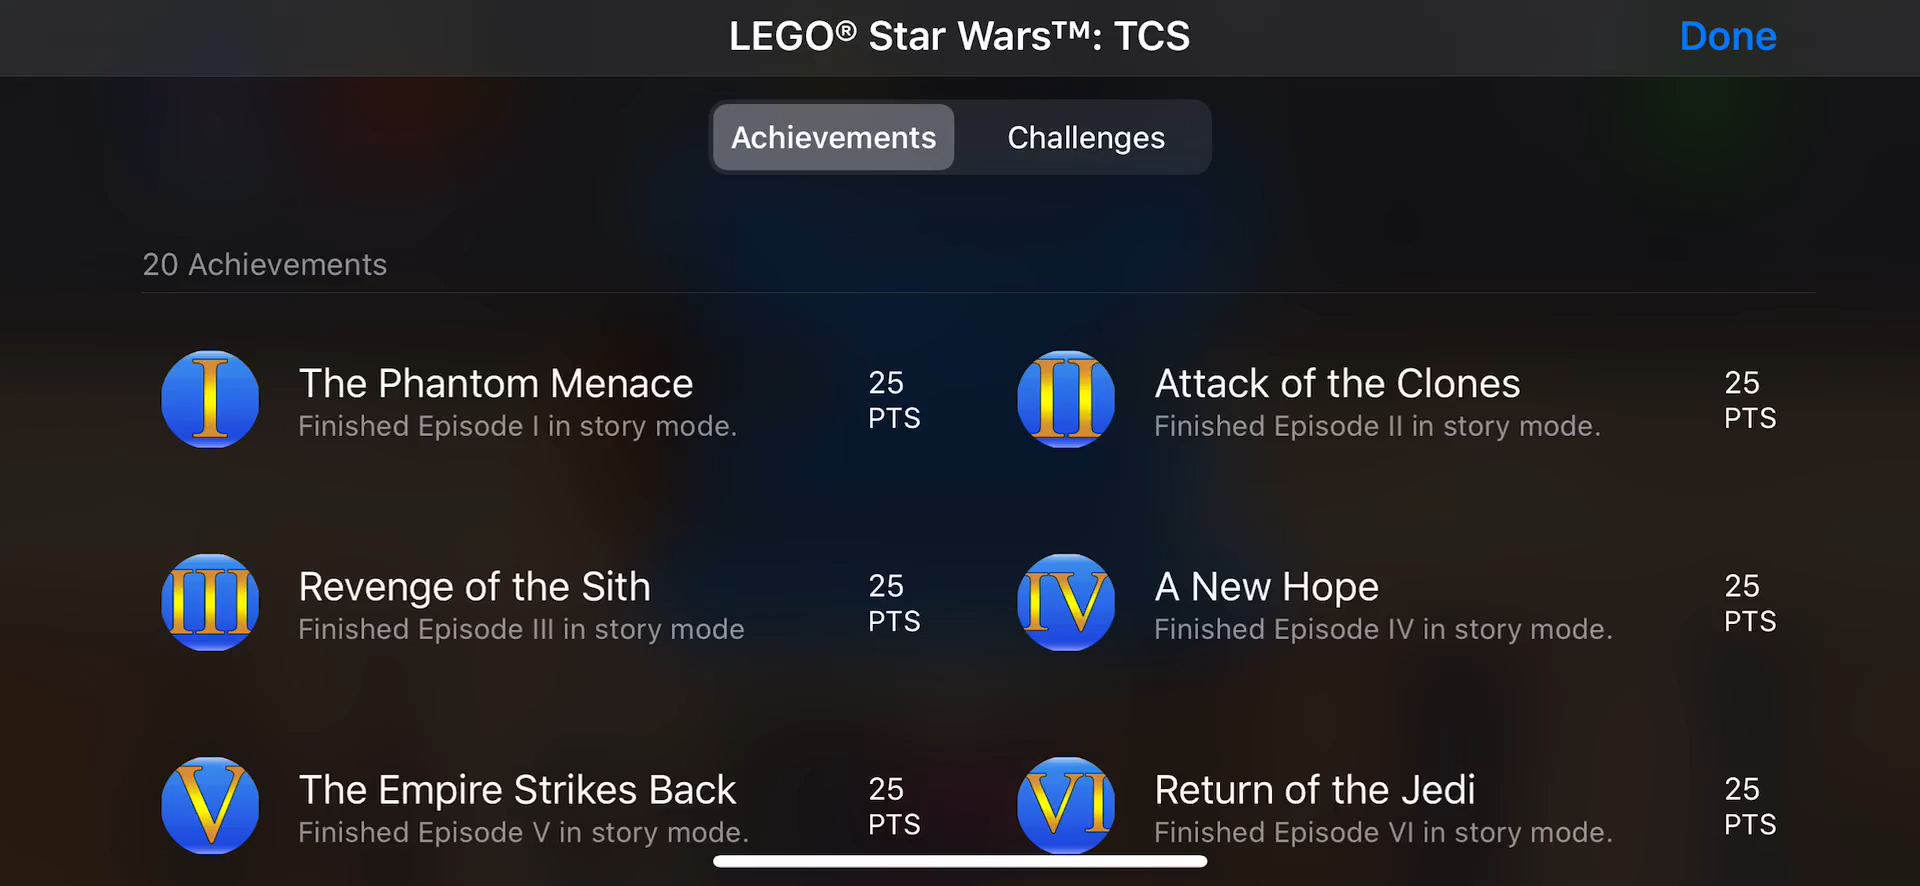 LEGO® Star Wars™: TCS
Done
Achievements
Challenges
20 Achievements
I
The Phantom Menace
Finished Episode I in story mode.
25
PTS
II
Attack of the Clones
Finished Episode II in story mode.
25
PTS
III
Revenge of the Sith
Finished Episode III in story mode
25
PTS
IV
A New Hope
Finished Episode IV in story mode.
25
PTS
V
The Empire Strikes Back
Finished Episode V in story mode.
25
PTS
VI
Return of the Jedi
Finished Episode VI in story mode.
25
PTS